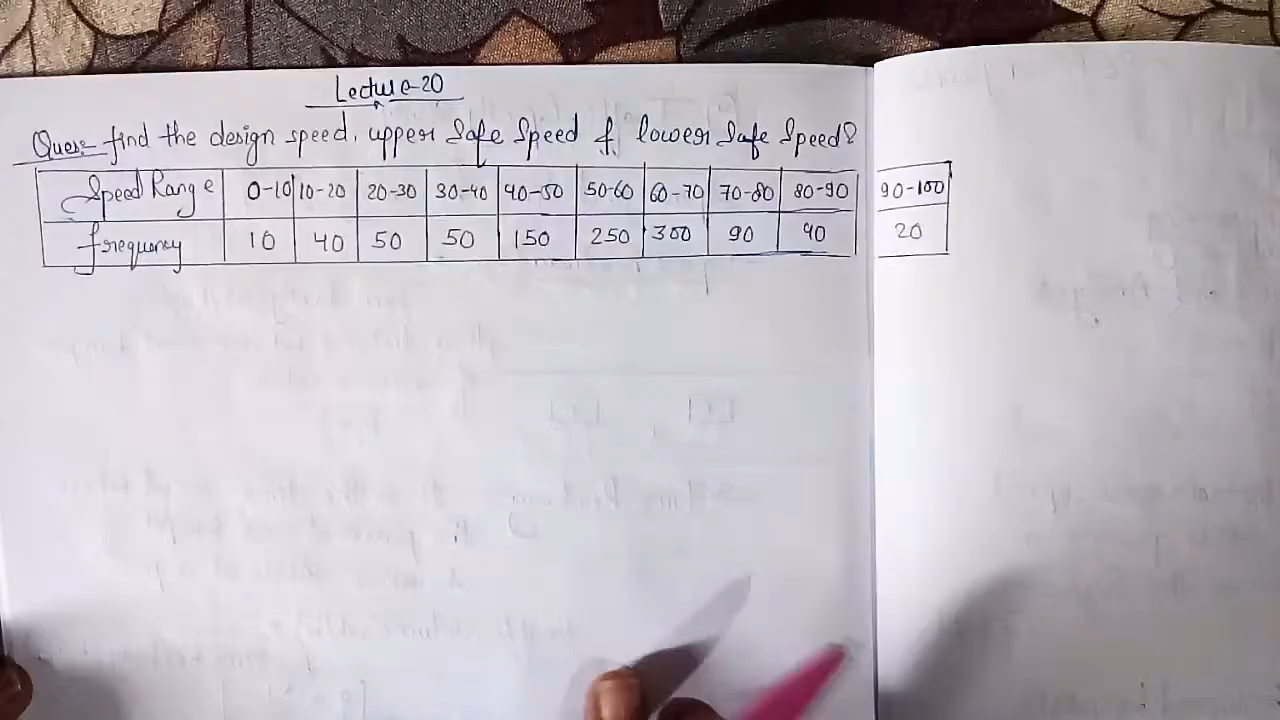 Lecture-20
Ques:- find the design speed, upper Safe Speed & lower Safe Speed?
Speed Range 0-10 10-20 20-30 30-40 40-50 50-60 60-70 70-80 80-90 90-100
frequency 10 40 50 50 150 250 300 90 90 20